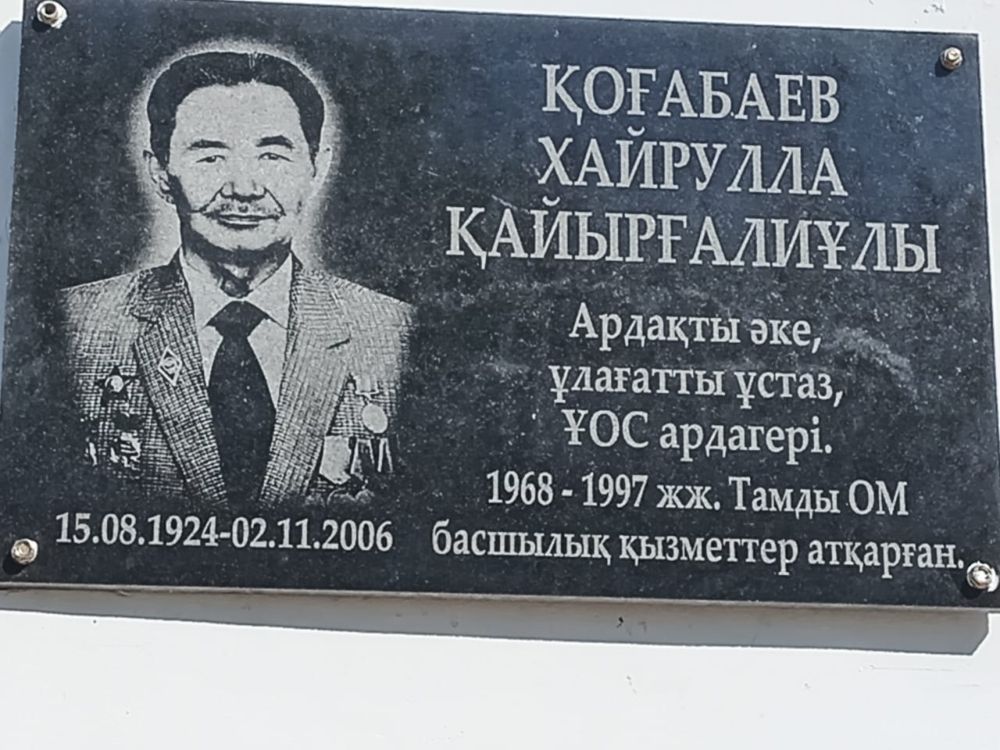 ҚОҒАБАЕВ
ХАЙРУЛЛА
ҚАЙЫРҒАЛИҰЛЫ
Ардақты әке,
ұлағатты ұстаз,
ҰОС ардагері.
1968 - 1997 жж. Тамды ОМ
басшылық қызметтер атқарған.
15.08.1924-02.11.2006